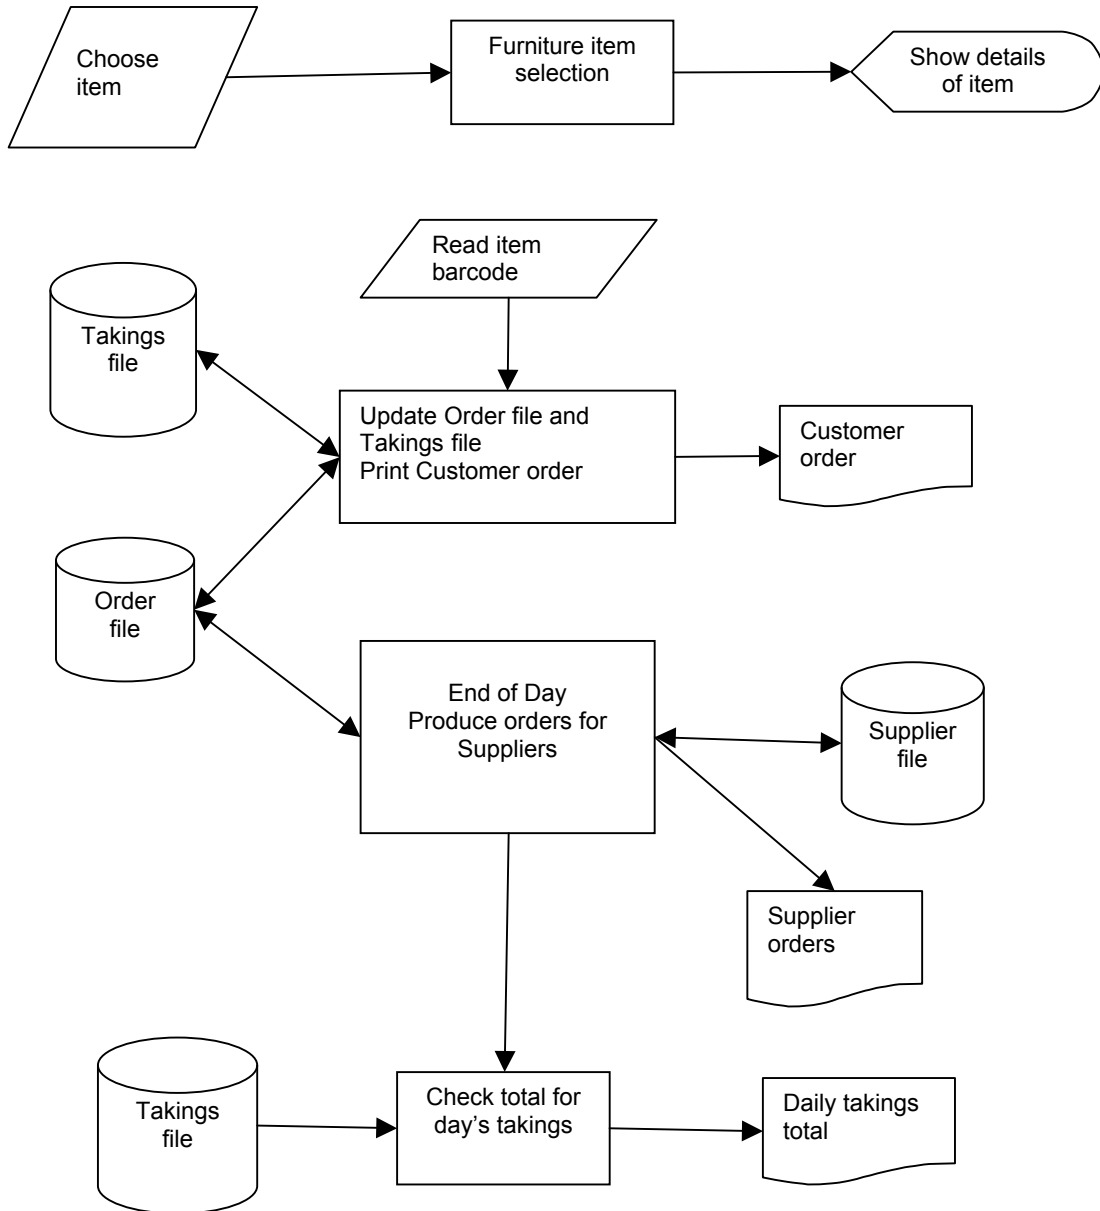 Choose
item
Furniture item
selection
Show details
of item
Read item
barcode
Takings
file
Update Order file and
Takings file
Print Customer order
Customer
order
Order
file
End of Day
Produce orders for
Suppliers
Supplier
file
Supplier
orders
Takings
file
Check total for
day’s takings
Daily takings
total